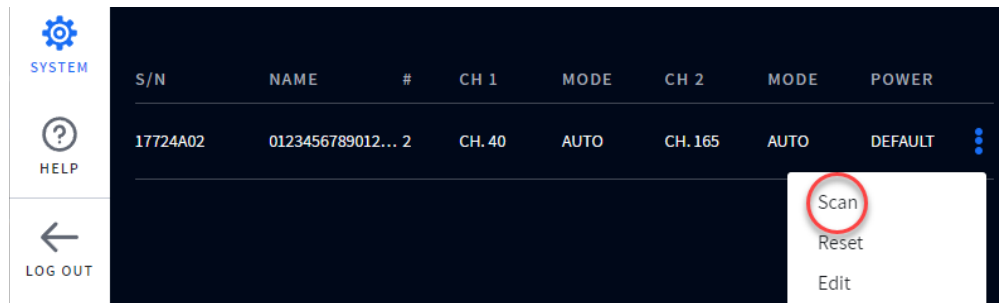 SYSTEM
HELP
LOG OUT
S/N NAME # CH 1 MODE CH 2 MODE POWER
17724A02 0123456789012... 2 CH. 40 AUTO CH. 165 AUTO DEFAULT
Scan
Reset
Edit